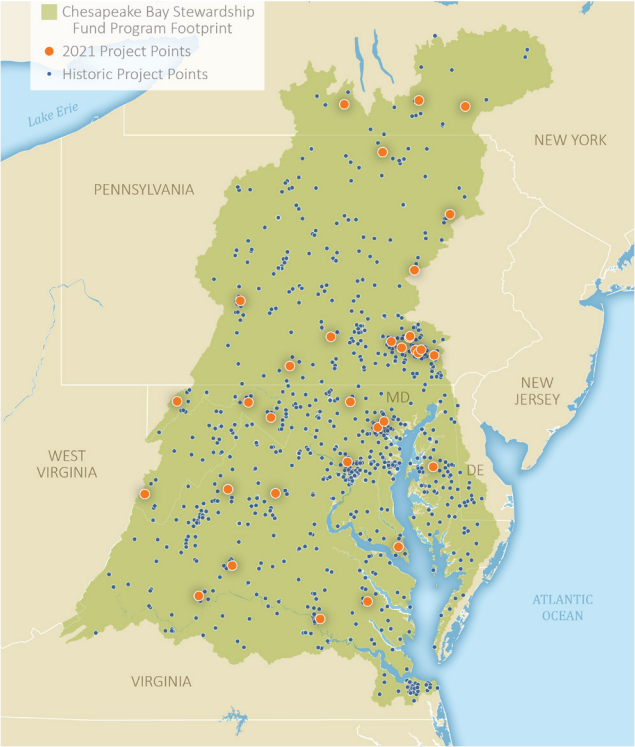 Chesapeake Bay Stewardship
Fund Program Footprint
2021 Project Points
Historic Project Points
Lake Erie
NEW YORK
PENNSYLVANIA
NEW
JERSEY
MD
WEST
VIRGINIA
DE
ATLANTIC
OCEAN
VIRGINIA